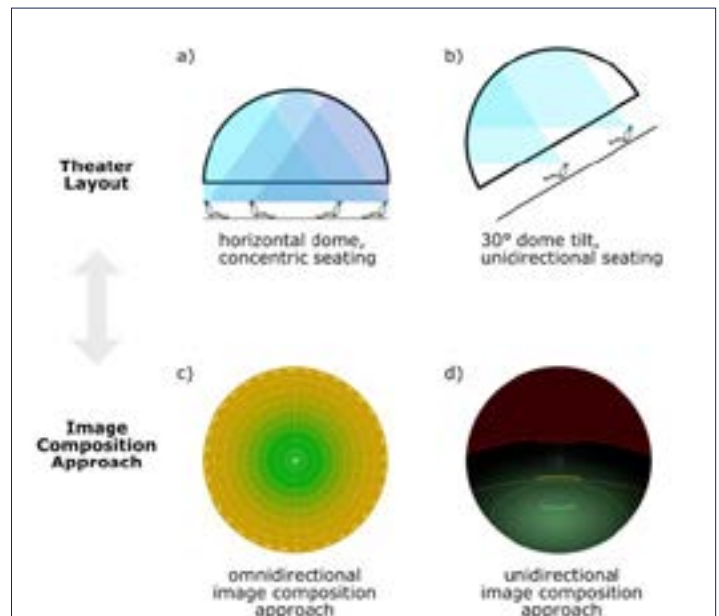 a)
b)
Theater
Layout
horizontal dome,
concentric seating
30° dome tilt,
unidirectional seating
c)
d)
Image
Composition
Approach
omnidirectional
image composition
approach
unidirectional
image composition
approach